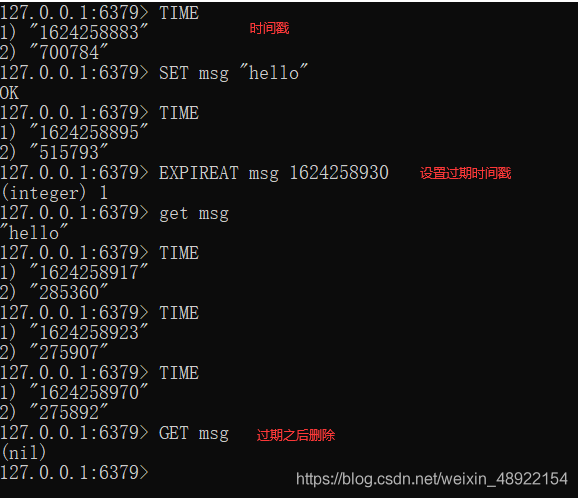 127.0.0.1:6379> TIME 时间戳
1) "1624258883"
2) "700784"
127.0.0.1:6379> SET msg "hello"
OK
127.0.0.1:6379> TIME
1) "1624258895"
2) "515793"
127.0.0.1:6379> EXPIREAT msg 1624258930 设置过期时间戳
(integer) 1
127.0.0.1:6379> get msg
"hello"
127.0.0.1:6379> TIME
1) "1624258917"
2) "285360"
127.0.0.1:6379> TIME
1) "1624258923"
2) "275907"
127.0.0.1:6379> TIME
1) "1624258970"
2) "275892"
127.0.0.1:6379> GET msg 过期之后删除
(nil)
127.0.0.1:6379>
https://blog.csdn.net/weixin_48922154